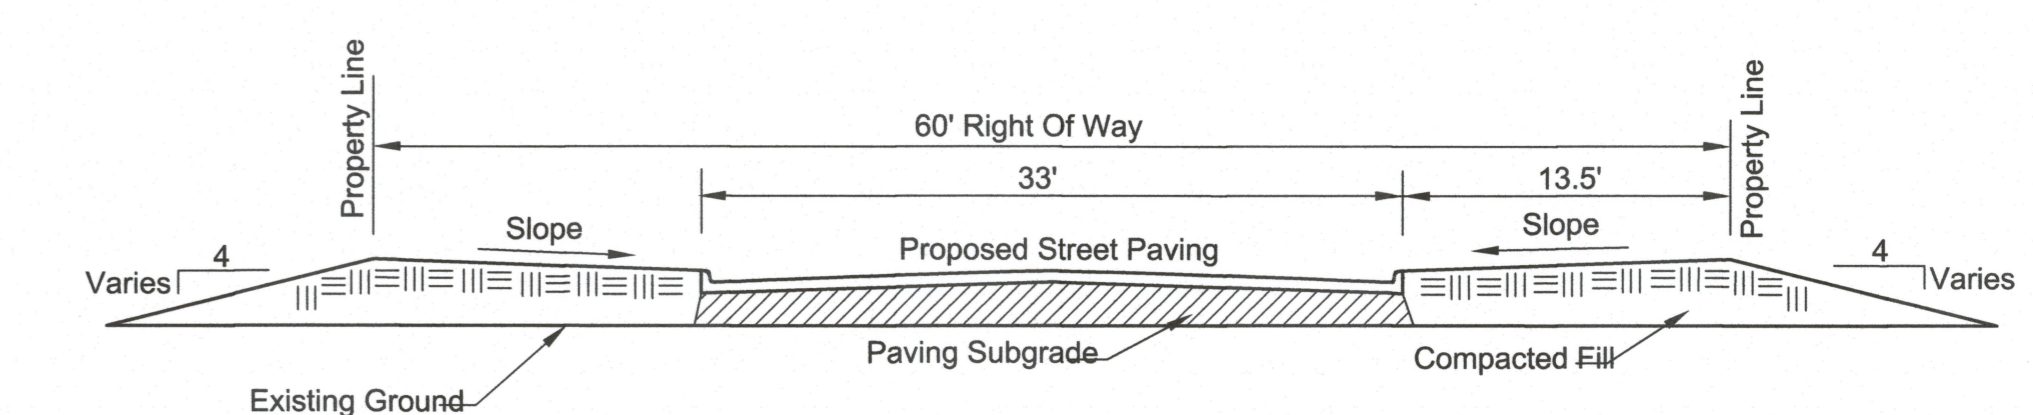 Property Line
Property Line
60' Right Of Way
33'
13.5'
Slope
Slope
Proposed Street Paving
4
Varies
4
Varies
Paving Subgrade
Compacted Fill
Existing Ground